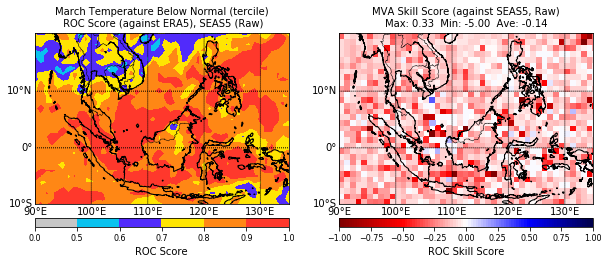 March Temperature Below Normal (tercile)
ROC Score (against ERA5), SEAS5 (Raw)
MVA Skill Score (against SEAS5, Raw)
Max: 0.33 Min: -5.00 Ave: -0.14
10°N
0°
10°S
90°E 100°E 110°E 120°E 130°E
0.0 0.5 0.6 0.7 0.8 0.9 1.0
ROC Score
10°N
0°
10°S
90°E 100°E 110°E 120°E 130°E
−1.00 −0.75 −0.50 −0.25 0.00 0.25 0.50 0.75 1.00
ROC Skill Score